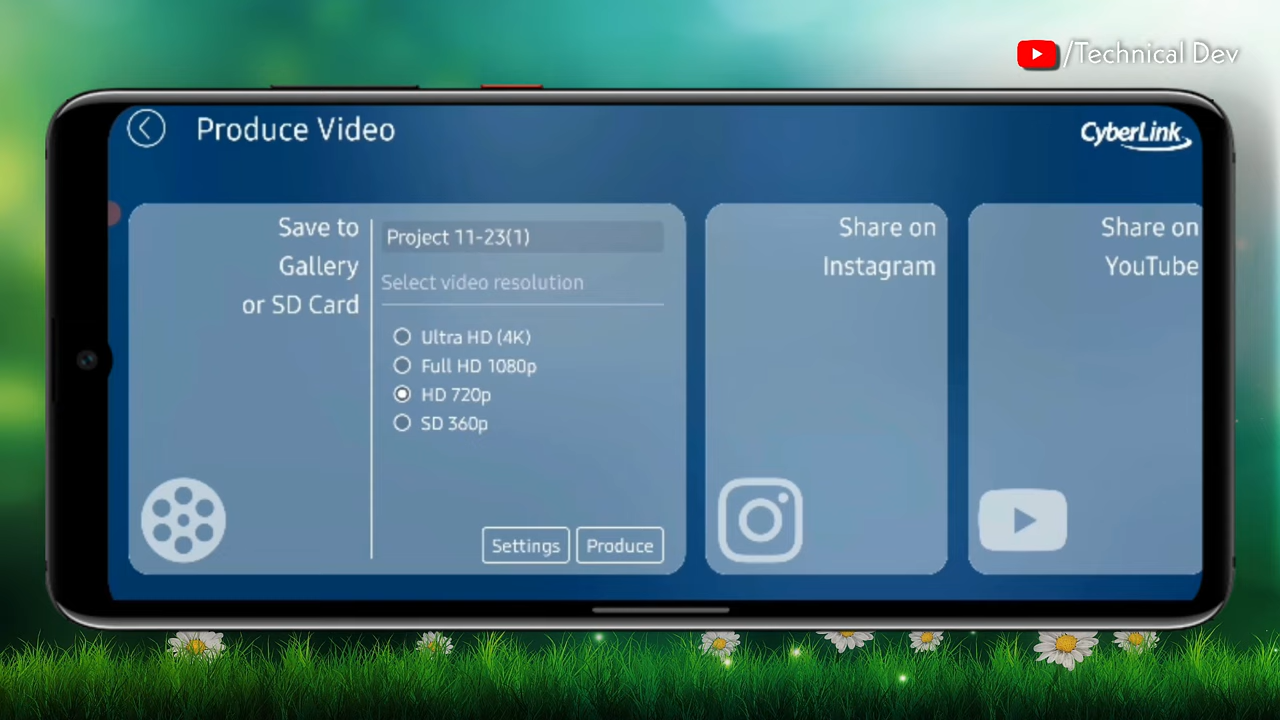 /Technical Dev
Produce Video
CyberLink
Save to
Gallery
or SD Card
Project 11-23(1)
Select video resolution
Ultra HD (4K)
Full HD 1080p
HD 720p
SD 360p
Settings
Produce
Share on
Instagram
Share on
YouTube